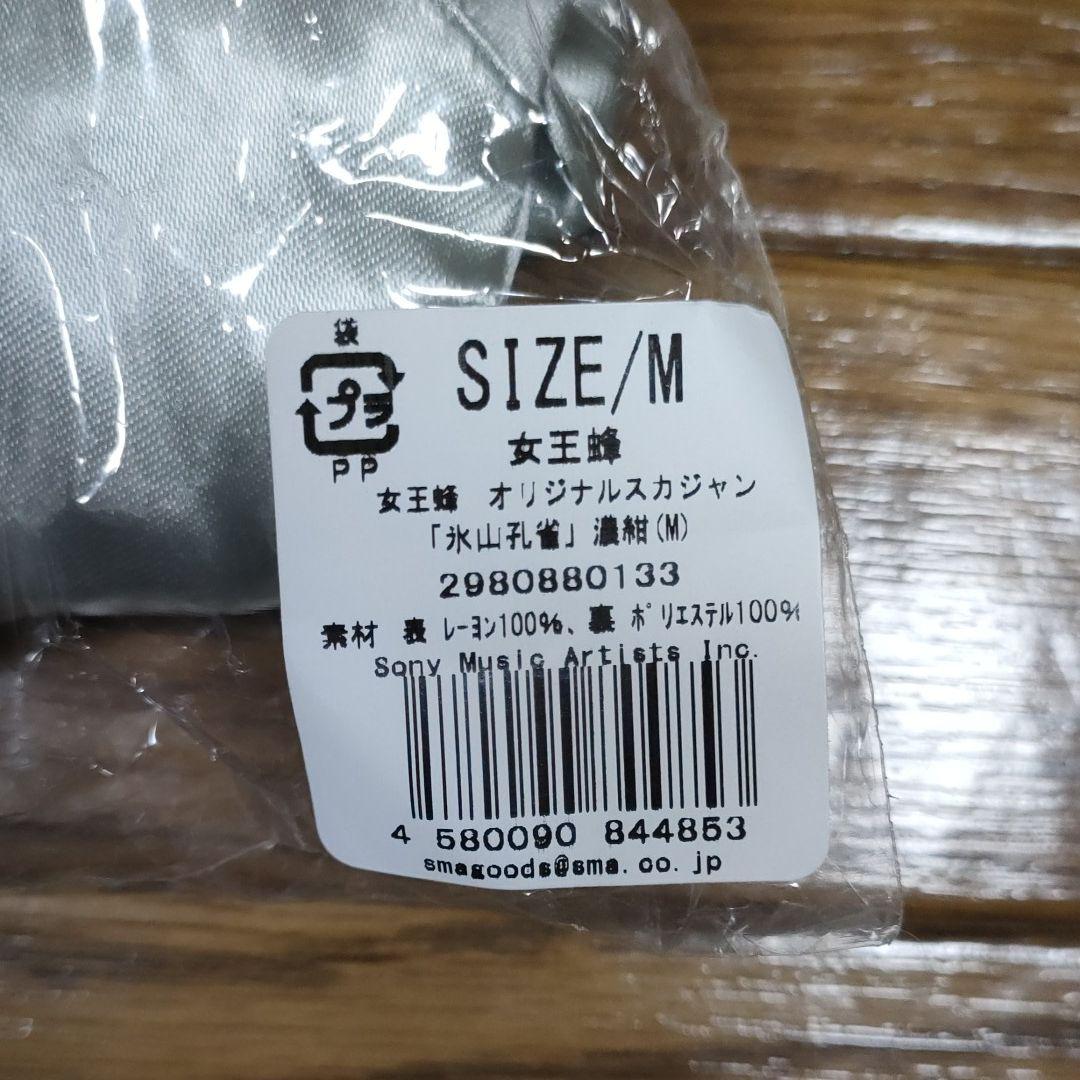 袋
プラ
PP
SIZE/M
女王蜂
女王蜂 オリジナルスカジャン
「氷山孔雀」濃紺(M)
2980880133
素材 表 レーヨン100%、裏 ポリエステル100%
Sony Music Artists Inc.
4 580090 844853
smagoods@sma.co.jp